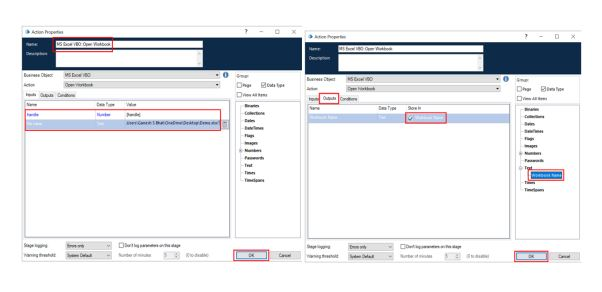 Action Properties
Name: MS Excel VBO: Open Workbook
Description:
Business Object MS Excel VBO
Action Open Workbook
Inputs Outputs Conditions
Name Data Type Value
handle Number [handle]
File name Text
Group:
Page Data Type
View All Items
Binaries
Collections
Dates
DateTimes
Flags
Images
Numbers
Passwords
Text
Times
TimeSpans
Stage logging: Errors only Don't log parameters on this stage
Warning threshold: System Default Number of minutes 5 (0 to disable)
OK Cancel
Action Properties
Name: MS Excel VBO: Open Workbook
Description:
Business Object MS Excel VBO
Action Open Workbook
Inputs Outputs Conditions
Name Data Type Store In
Workbook Name Text Workbook Name
Group:
Page Data Type
View All Items
Binaries
Collections
Dates
DateTimes
Flags
Images
Numbers
Passwords
Text
Workbook Name
Times
TimeSpans
Stage logging: Errors only Don't log parameters on this stage
Warning threshold: System Default Number of minutes 5 (0 to disable)
OK Cancel